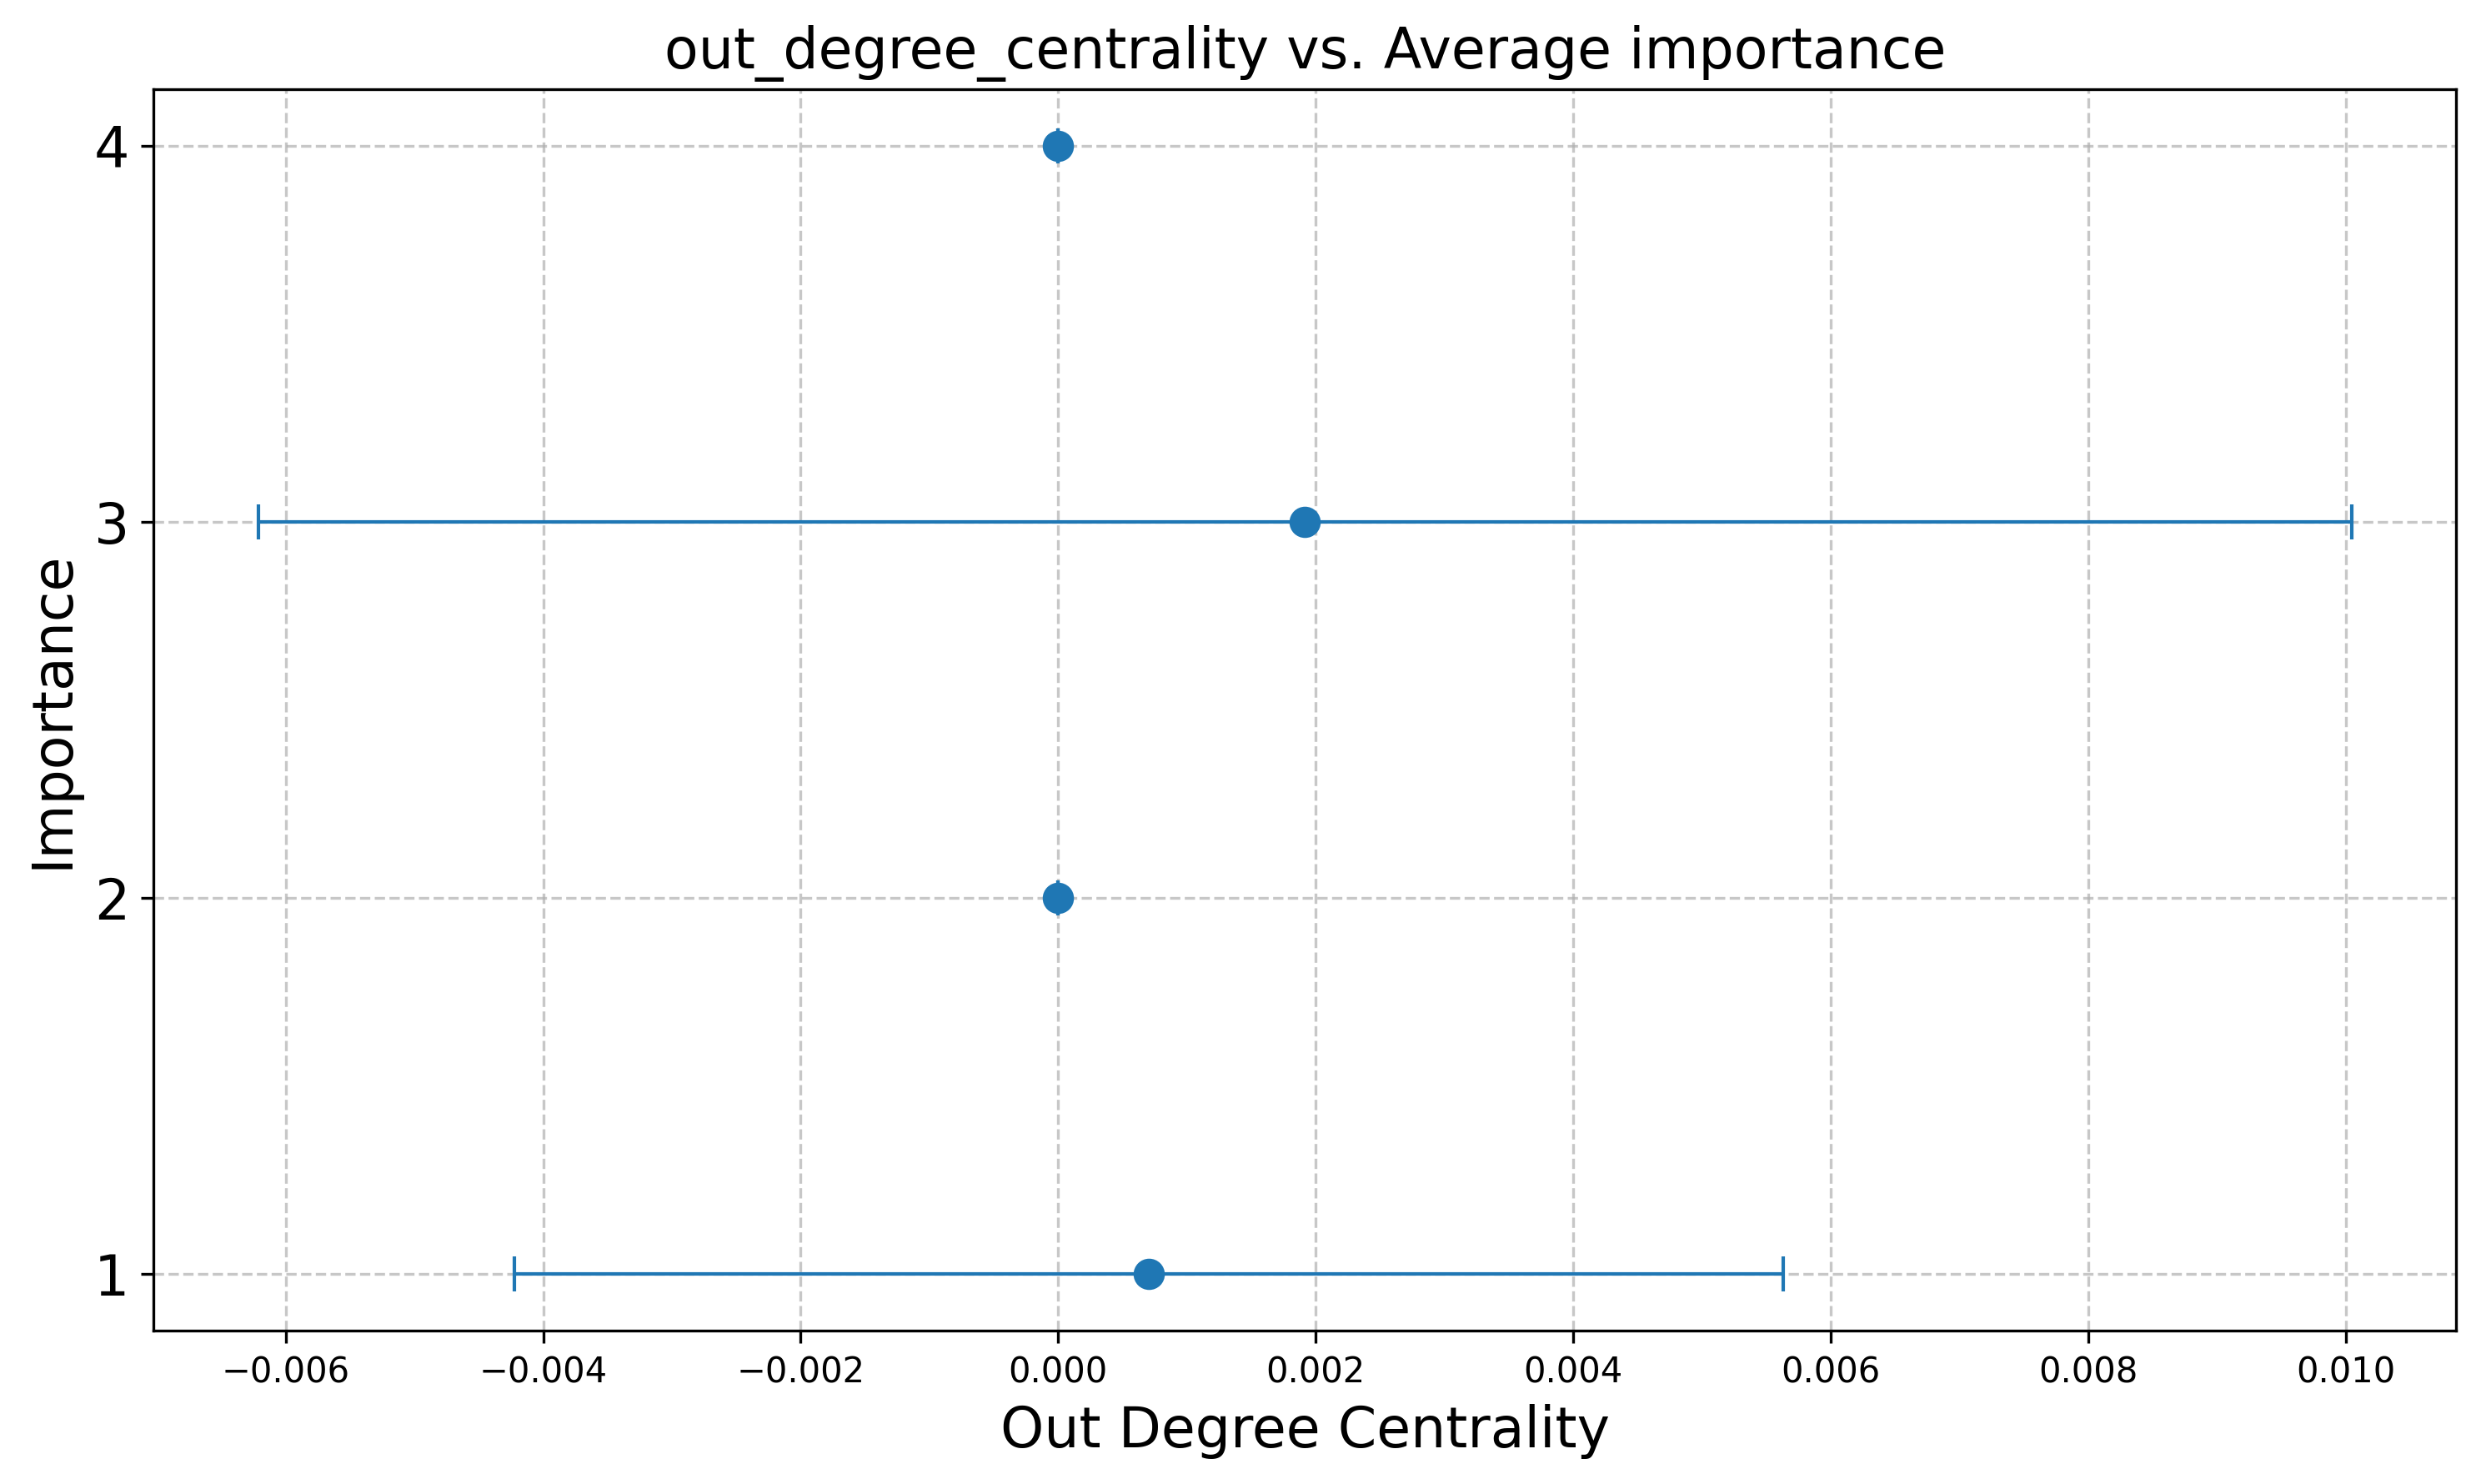 out_degree_centrality vs. Average importance
4
3
2
1
Importance
−0.006 −0.004 −0.002 0.000 0.002 0.004 0.006 0.008 0.010
Out Degree Centrality